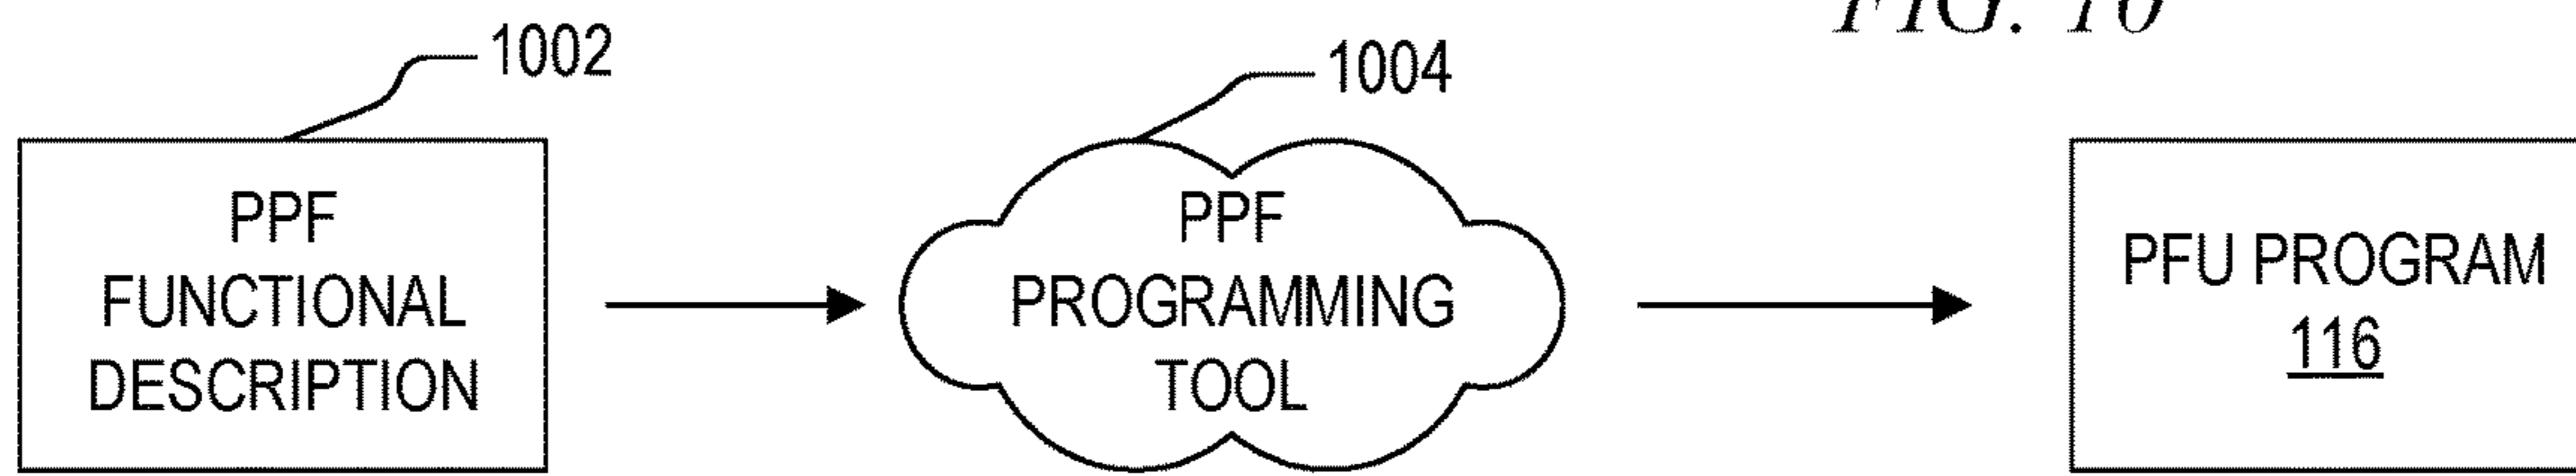 FIG. 10
1002
1004
PPF
FUNCTIONAL
DESCRIPTION
PPF
PROGRAMMING
TOOL
PFU PROGRAM
116